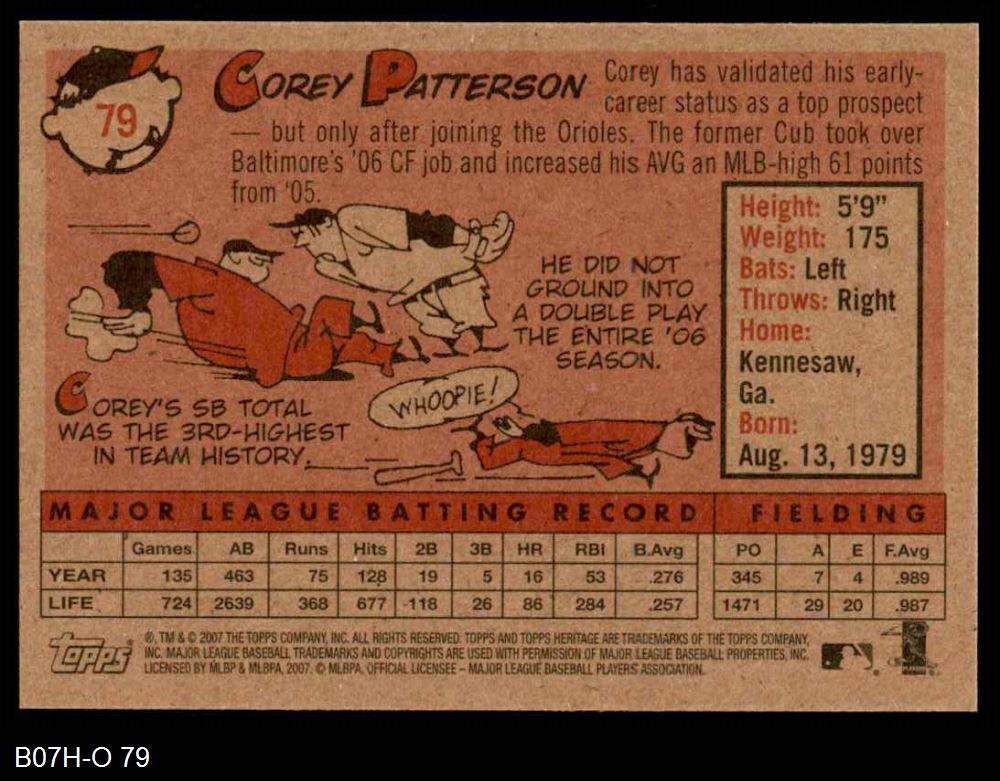 79
COREY PATTERSON
Corey has validated his early-
career status as a top prospect
— but only after joining the Orioles. The former Cub took over
Baltimore's '06 CF job and increased his AVG an MLB-high 61 points
from '05.
Height: 5'9"
Weight: 175
Bats: Left
Throws: Right
Home:
Kennesaw,
Ga.
Born:
Aug. 13, 1979
HE DID NOT
GROUND INTO
A DOUBLE PLAY
THE ENTIRE '06
SEASON.
COREY'S SB TOTAL
WAS THE 3RD-HIGHEST
IN TEAM HISTORY.
WHOOPIE!
MAJOR LEAGUE BATTING RECORD FIELDING
Games AB Runs Hits 2B 3B HR RBI B.Avg PO A E F.Avg
YEAR 135 463 75 128 19 5 16 53 .276 345 7 4 .989
LIFE 724 2639 368 677 118 26 86 284 .257 1471 29 20 .987
Topps
®, TM & © 2007 THE TOPPS COMPANY, INC. ALL RIGHTS RESERVED. TOPPS AND TOPPS HERITAGE ARE TRADEMARKS OF THE TOPPS COMPANY,
INC. MAJOR LEAGUE BASEBALL TRADEMARKS AND COPYRIGHTS ARE USED WITH PERMISSION OF MAJOR LEAGUE BASEBALL PROPERTIES, INC.
LICENSED BY MLBP & MLBPA, 2007. © MLBPA. OFFICIAL LICENSEE – MAJOR LEAGUE BASEBALL PLAYERS ASSOCIATION.
B07H-O 79